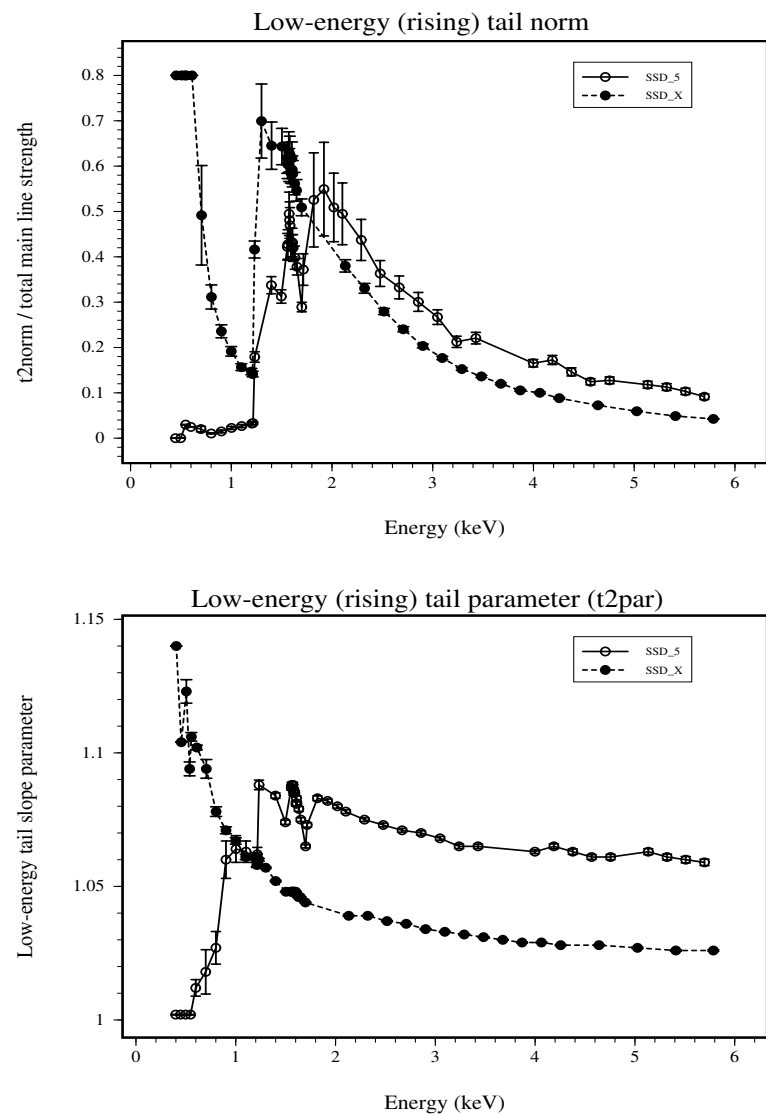 Low-energy (rising) tail norm
t2norm / total main line strength
0.8
0.7
0.6
0.5
0.4
0.3
0.2
0.1
0
SSD_5
SSD_X
0 1 2 3 4 5 6
Energy (keV)
Low-energy (rising) tail parameter (t2par)
Low-energy tail slope parameter
1.15
1.1
1.05
1
SSD_5
SSD_X
0 1 2 3 4 5 6
Energy (keV)